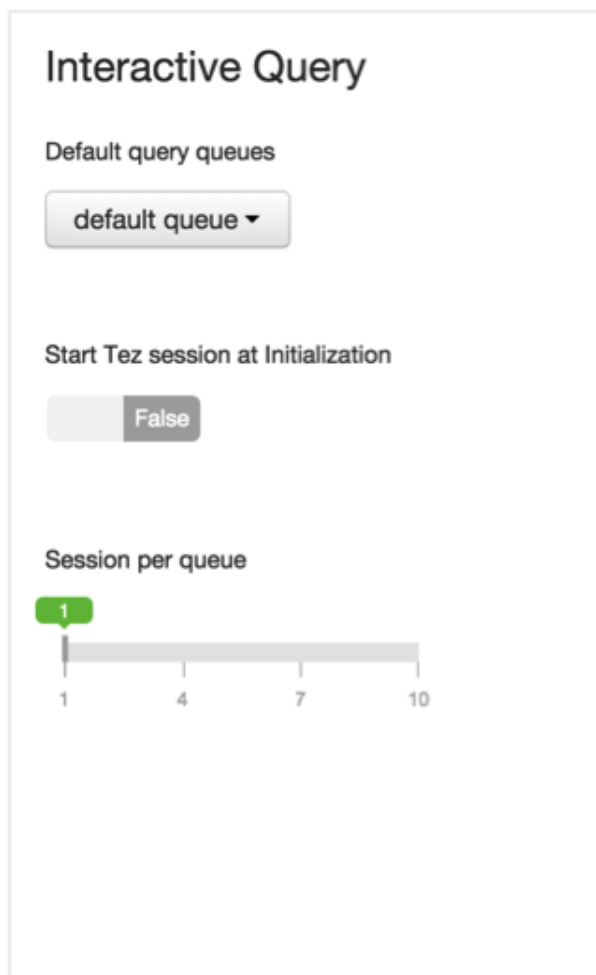 Interactive Query
Default query queues
default queue
Start Tez session at Initialization
False
Session per queue
1
1 4 7 10